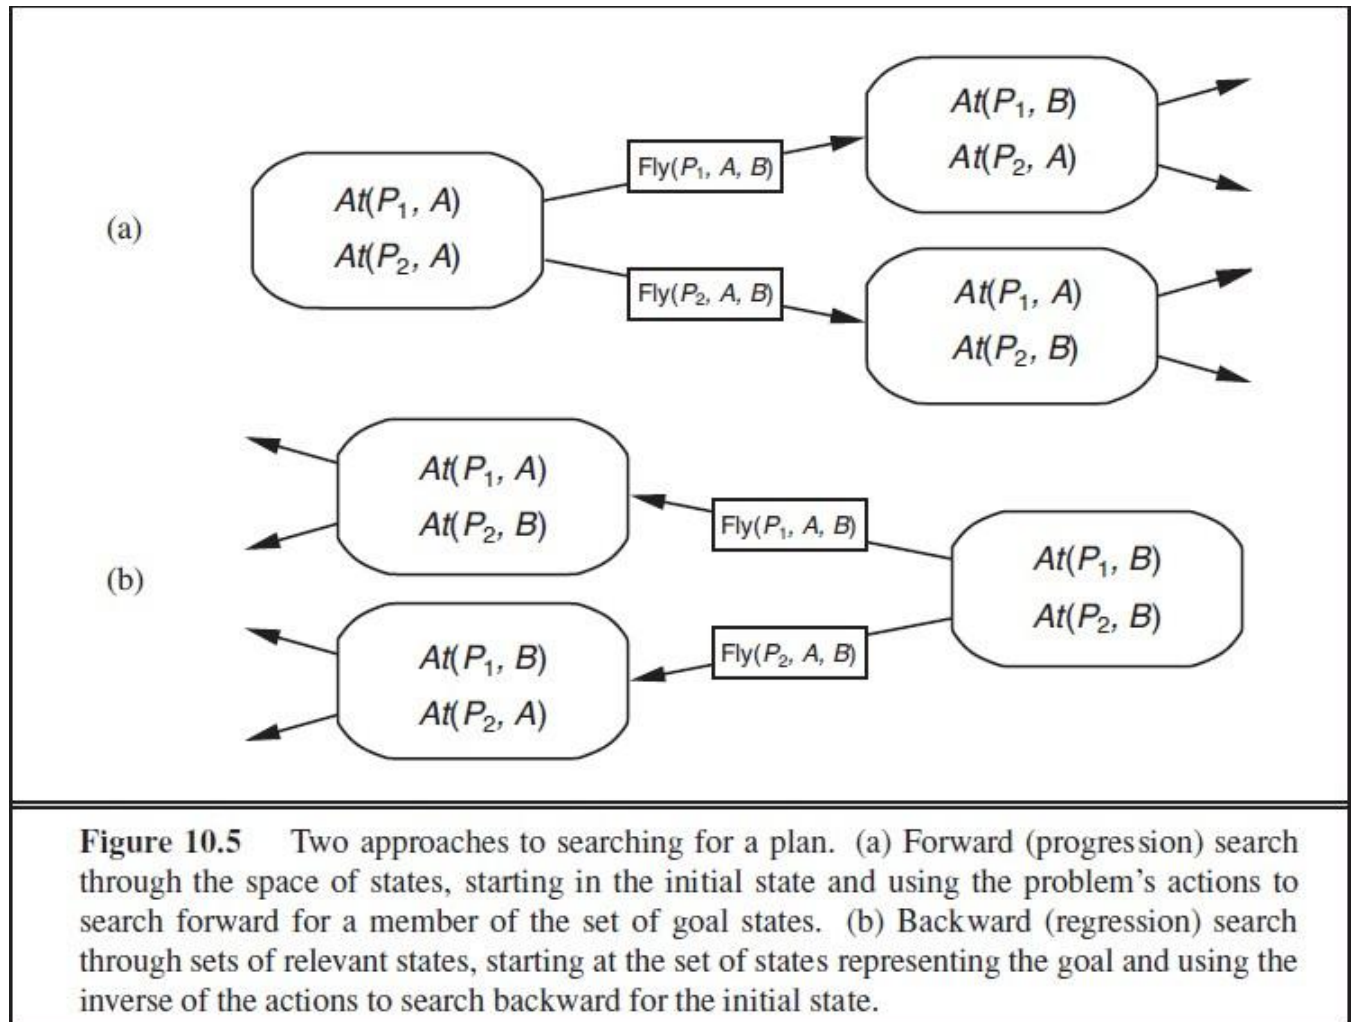 (a)
At(P₁, A)
At(P₂, A)
Fly(P₁, A, B)
Fly(P₂, A, B)
At(P₁, B)
At(P₂, A)
At(P₁, A)
At(P₂, B)
(b)
At(P₁, A)
At(P₂, B)
At(P₁, B)
At(P₂, A)
Fly(P₁, A, B)
Fly(P₂, A, B)
At(P₁, B)
At(P₂, B)
Figure 10.5 Two approaches to searching for a plan. (a) Forward (progression) search
through the space of states, starting in the initial state and using the problem's actions to
search forward for a member of the set of goal states. (b) Backward (regression) search
through sets of relevant states, starting at the set of states representing the goal and using the
inverse of the actions to search backward for the initial state.